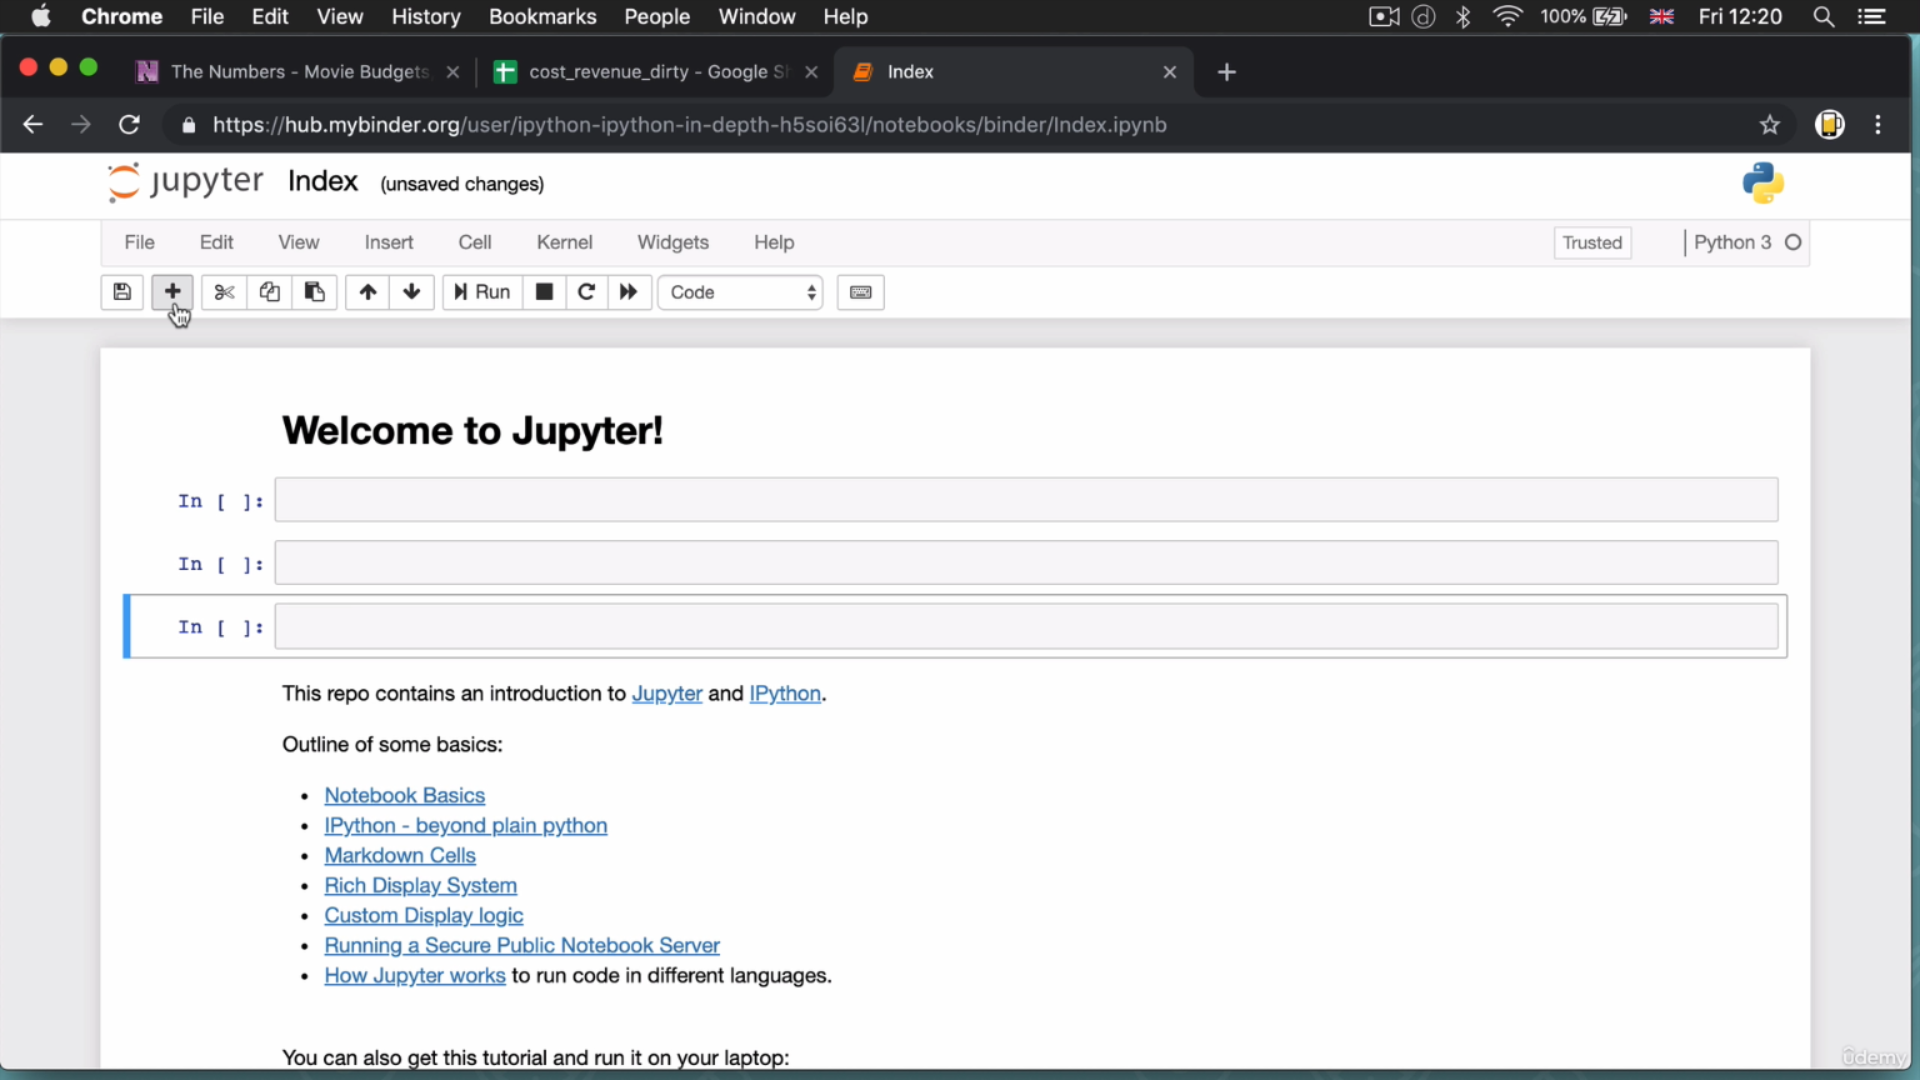 Chrome File Edit View History Bookmarks People Window Help 100% Fri 12:20
The Numbers - Movie Budgets, cost_revenue_dirty - Google Sh Index
https://hub.mybinder.org/user/ipython-ipython-in-depth-h5soi63l/notebooks/binder/Index.ipynb
jupyter Index (unsaved changes)
File Edit View Insert Cell Kernel Widgets Help Trusted Python 3
Run Code
Welcome to Jupyter!
In [ ]:
In [ ]:
In [ ]:
This repo contains an introduction to Jupyter and IPython.
Outline of some basics:
• Notebook Basics
• IPython - beyond plain python
• Markdown Cells
• Rich Display System
• Custom Display logic
• Running a Secure Public Notebook Server
• How Jupyter works to run code in different languages.
You can also get this tutorial and run it on your laptop:
ûdemy